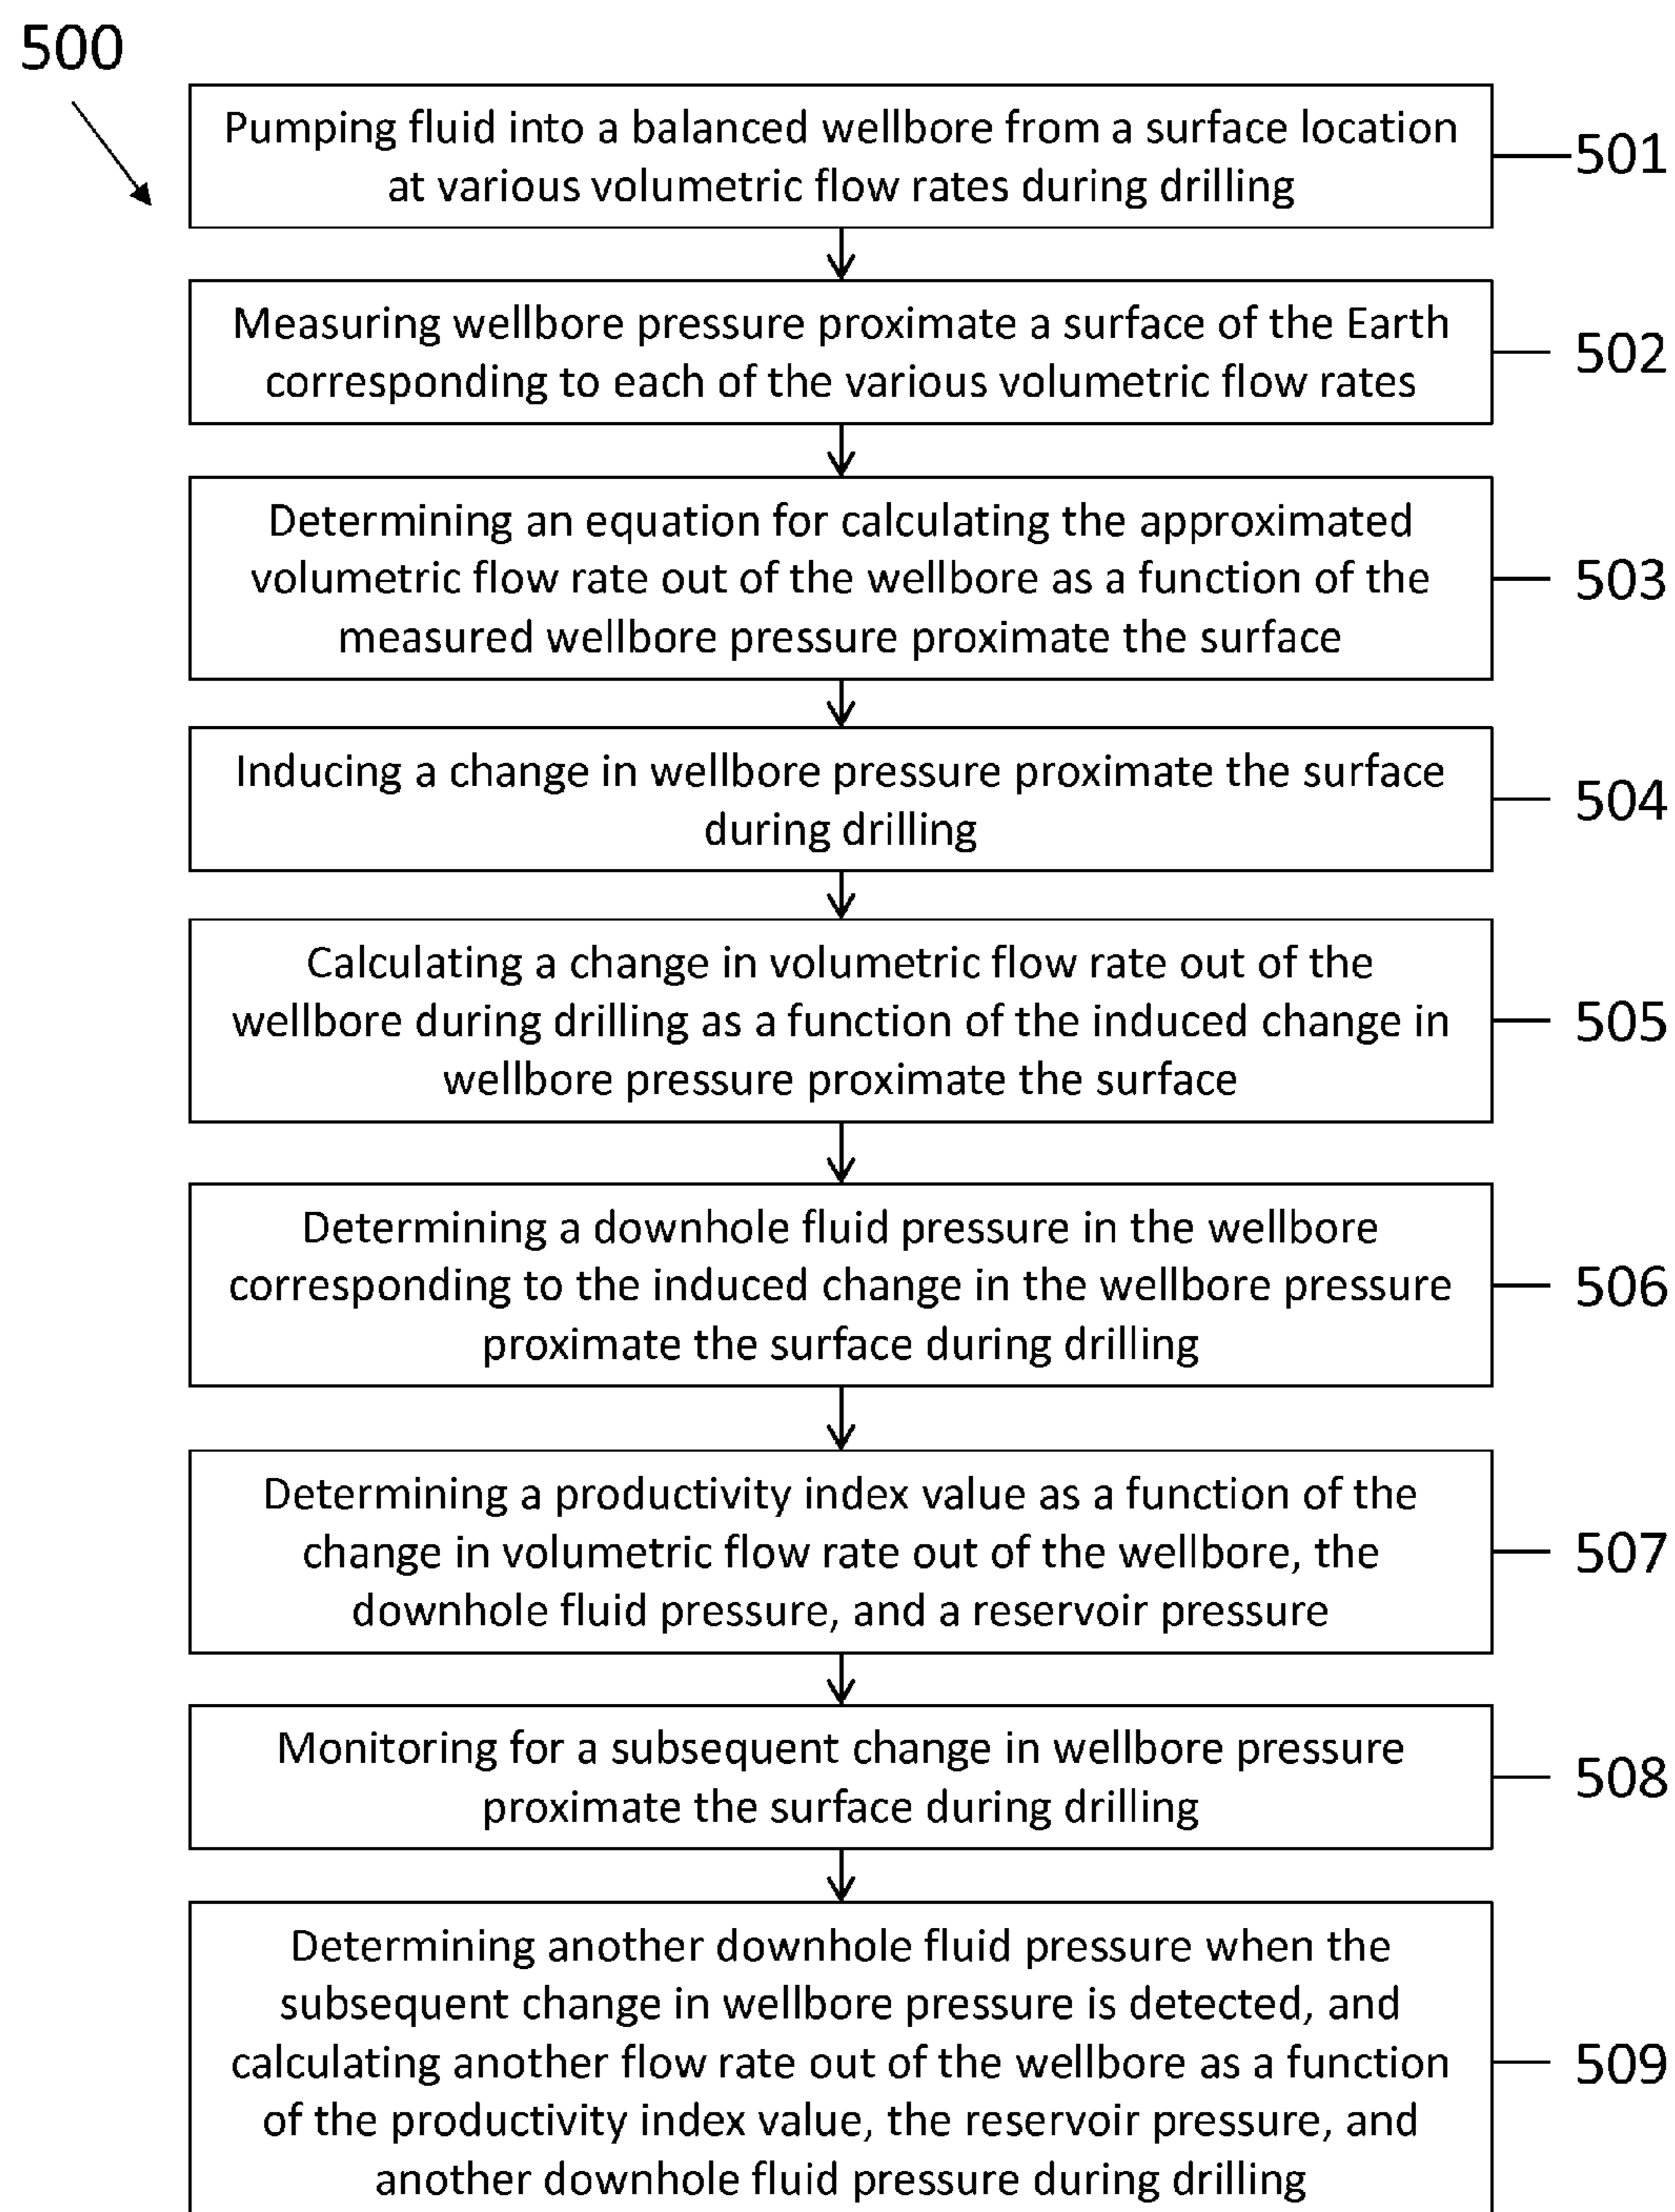 500
Pumping fluid into a balanced wellbore from a surface location
at various volumetric flow rates during drilling
501
Measuring wellbore pressure proximate a surface of the Earth
corresponding to each of the various volumetric flow rates
502
Determining an equation for calculating the approximated
volumetric flow rate out of the wellbore as a function of the
measured wellbore pressure proximate the surface
503
Inducing a change in wellbore pressure proximate the surface
during drilling
504
Calculating a change in volumetric flow rate out of the
wellbore during drilling as a function of the induced change in
wellbore pressure proximate the surface
505
Determining a downhole fluid pressure in the wellbore
corresponding to the induced change in the wellbore pressure
proximate the surface during drilling
506
Determining a productivity index value as a function of the
change in volumetric flow rate out of the wellbore, the
downhole fluid pressure, and a reservoir pressure
507
Monitoring for a subsequent change in wellbore pressure
proximate the surface during drilling
508
Determining another downhole fluid pressure when the
subsequent change in wellbore pressure is detected, and
calculating another flow rate out of the wellbore as a function
of the productivity index value, the reservoir pressure, and
another downhole fluid pressure during drilling
509